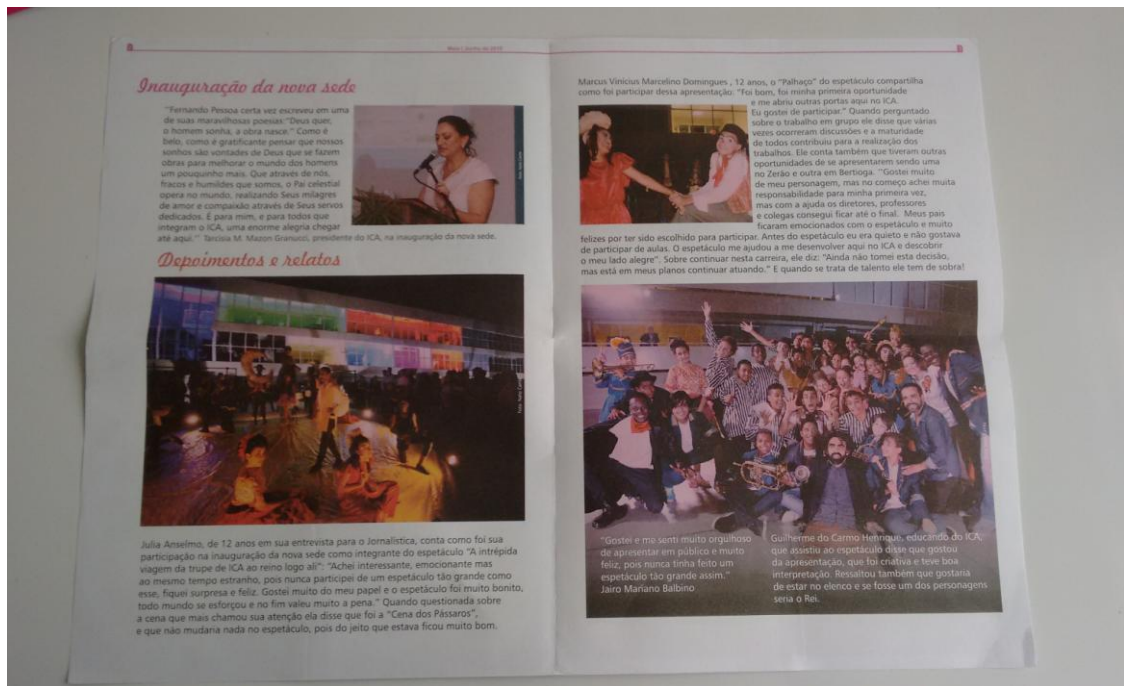 Maio / Junho de 2010
Inauguração da nova sede
"Fernando Pessoa certa vez escreveu em uma
de suas maravilhosas poesias:"Deus quer,
o homem sonha, a obra nasce." Como é
belo, como é gratificante pensar que nossos
sonhos são vontades de Deus que se fazem
obras para melhorar o mundo dos homens
um pouquinho mais. Que através de nós,
fracos e humildes que somos, o Pai celestial
opera no mundo, realizando Seus milagres
de amor e compaixão através de Seus servos
dedicados. É para mim, e para todos que
integram o ICA, uma enorme alegria chegar
até aqui." Tarcisia M. Mazon Granucci, presidente do ICA, na inauguração da nova sede.
Depoimentos e relatos
Julia Anselmo, de 12 anos em sua entrevista para o Jornalística, conta como foi sua
participação na inauguração da nova sede como integrante do espetáculo "A intrépida
viagem da trupe de ICA ao reino logo ali": "Achei interessante, emocionante mas
ao mesmo tempo estranho, pois nunca participei de um espetáculo tão grande como
esse, fiquei surpresa e feliz. Gostei muito do meu papel e o espetáculo foi muito bonito,
todo mundo se esforçou e no fim valeu muito a pena." Quando questionada sobre
a cena que mais chamou sua atenção ela disse que foi a "Cena dos Pássaros",
e que não mudaria nada no espetáculo, pois do jeito que estava ficou muito bom.
Marcus Vinicius Marcelino Domingues , 12 anos, o "Palhaço" do espetáculo compartilha
como foi participar dessa apresentação: "Foi bom, foi minha primeira oportunidade
e me abriu outras portas aqui no ICA.
Eu gostei de participar." Quando perguntado
sobre o trabalho em grupo ele disse que várias
vezes ocorreram discussões e a maturidade
de todos contribuiu para a realização dos
trabalhos. Ele conta também que tiveram outras
oportunidades de se apresentarem sendo uma
no Zerão e outra em Bertioga. "Gostei muito
de meu personagem, mas no começo achei muita
responsabilidade para minha primeira vez,
mas com a ajuda os diretores, professores
e colegas consegui ficar até o final. Meus pais
ficaram emocionados com o espetáculo e muito
felizes por ter sido escolhido para participar. Antes do espetáculo eu era quieto e não gostava
de participar de aulas. O espetáculo me ajudou a me desenvolver aqui no ICA e descobrir
o meu lado alegre". Sobre continuar nesta carreira, ele diz: "Ainda não tomei esta decisão,
mas está em meus planos continuar atuando." E quando se trata de talento ele tem de sobra!
"Gostei e me senti muito orgulhoso
de apresentar em público e muito
feliz, pois nunca tinha feito um
espetáculo tão grande assim."
Jairo Mariano Balbino
Guilherme do Carmo Henrique, educando do ICA,
que assistiu ao espetáculo disse que gostou
da apresentação, que foi criativa e teve boa
interpretação. Ressaltou também que gostaria
de estar no elenco e se fosse um dos personagens
seria o Rei.